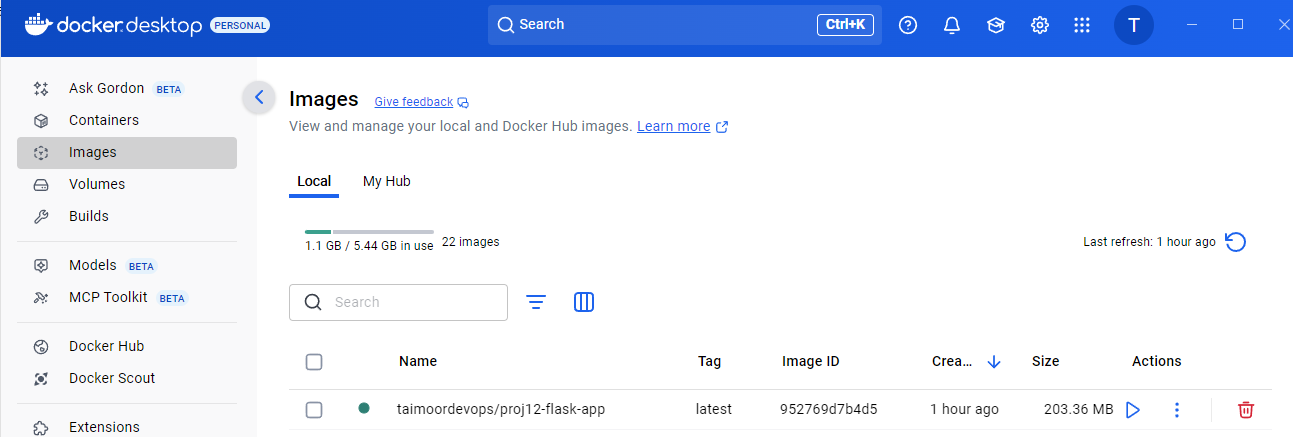 docker.desktop PERSONAL Search Ctrl+K T
Ask Gordon BETA
Containers
Images
Volumes
Builds
Models BETA
MCP Toolkit BETA
Docker Hub
Docker Scout
Extensions
Images Give feedback
View and manage your local and Docker Hub images. Learn more
Local My Hub
1.1 GB / 5.44 GB in use 22 images Last refresh: 1 hour ago
Search
Name Tag Image ID Crea... Size Actions
taimoordevops/proj12-flask-app latest 952769d7b4d5 1 hour ago 203.36 MB